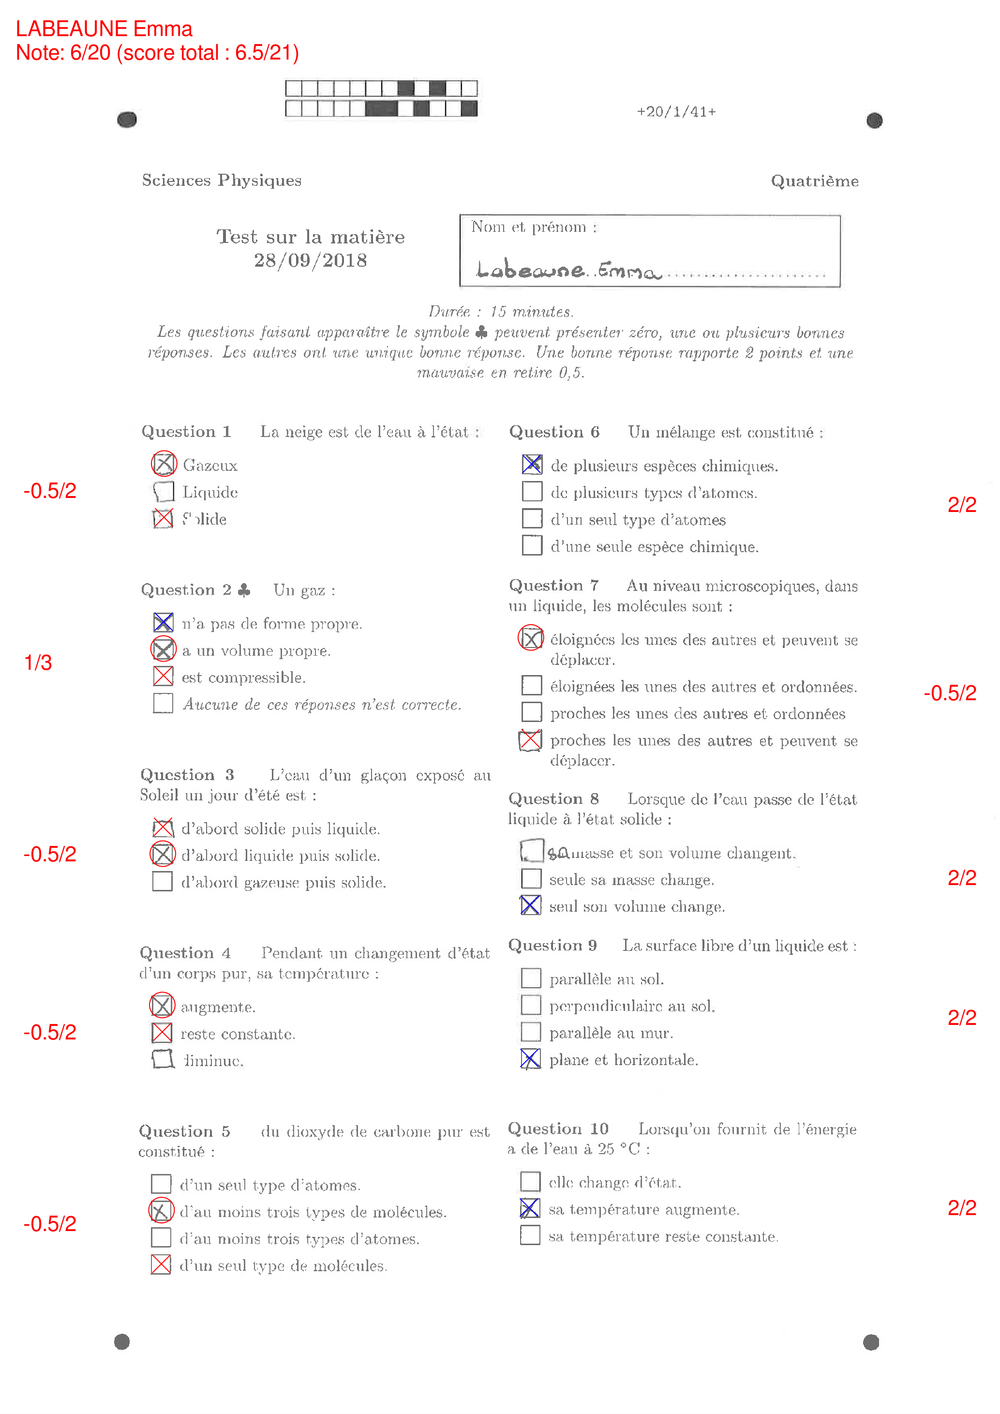 LABEAUNE Emma
Note: 6/20 (score total : 6.5/21)
+20/1/41+
Sciences Physiques
Quatrième
Test sur la matière
28/09/2018
Nom et prénom :
Labeaune Emma
Durée : 15 minutes.
Les questions faisant apparaître le symbole ♣ peuvent présenter zéro, une ou plusieurs bonnes
réponses. Les autres ont une unique bonne réponse. Une bonne réponse rapporte 2 points et une
mauvaise en retire 0,5.
Question 1 La neige est de l'eau à l'état :
Gazeux
-0.5/2
Liquide
Solide
Question 2 ♣ Un gaz :
n'a pas de forme propre.
a un volume propre.
1/3
est compressible.
Aucune de ces réponses n'est correcte.
Question 3 L'eau d'un glaçon exposé au
Soleil un jour d'été est :
d'abord solide puis liquide.
-0.5/2
d'abord liquide puis solide.
d'abord gazeuse puis solide.
Question 4 Pendant un changement d'état
d'un corps pur, sa température :
augmente.
-0.5/2
reste constante.
diminue.
Question 5 du dioxyde de carbone pur est
constitué :
d'un seul type d'atomes.
d'au moins trois types de molécules.
-0.5/2
d'au moins trois types d'atomes.
d'un seul type de molécules.
Question 6 Un mélange est constitué :
de plusieurs espèces chimiques.
de plusieurs types d'atomes.
2/2
d'un seul type d'atomes
d'une seule espèce chimique.
Question 7 Au niveau microscopiques, dans
un liquide, les molécules sont :
éloignées les unes des autres et peuvent se
déplacer.
éloignées les unes des autres et ordonnées.
-0.5/2
proches les unes des autres et ordonnées
proches les unes des autres et peuvent se
déplacer.
Question 8 Lorsque de l'eau passe de l'état
liquide à l'état solide :
sa masse et son volume changent.
seule sa masse change.
2/2
seul son volume change.
Question 9 La surface libre d'un liquide est :
parallèle au sol.
perpendiculaire au sol.
2/2
parallèle au mur.
plane et horizontale.
Question 10 Lorsqu'on fournit de l'énergie
a de l'eau à 25 °C :
elle change d'état.
sa température augmente.
2/2
sa température reste constante.